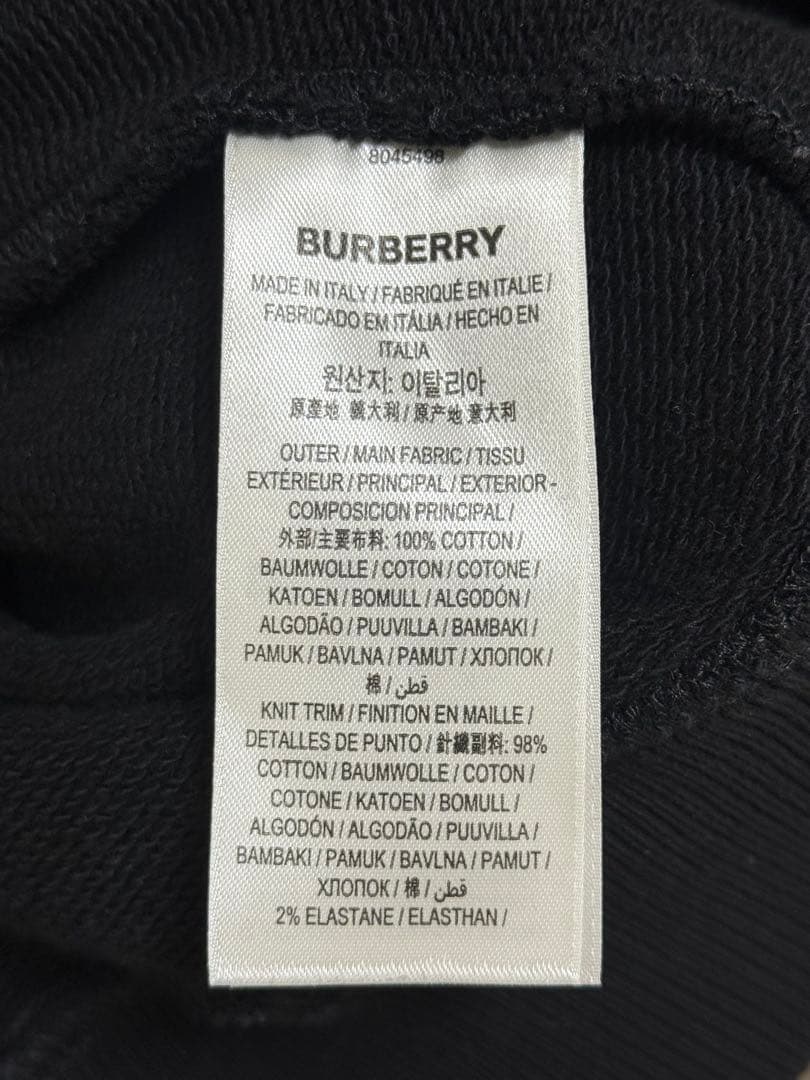 8045498
BURBERRY
MADE IN ITALY / FABRIQUÉ EN ITALIE /
FABRICADO EM ITÁLIA / HECHO EN
ITALIA
원산지: 이탈리아
原產地 義大利 / 原产地 意大利
OUTER / MAIN FABRIC / TISSU
EXTÉRIEUR / PRINCIPAL / EXTERIOR -
COMPOSICION PRINCIPAL /
外部/主要布料: 100% COTTON /
BAUMWOLLE / COTON / COTONE /
KATOEN / BOMULL / ALGODÓN /
ALGODÃO / PUUVILLA / BAMBAKI /
PAMUK / BAVLNA / PAMUT / ХЛОПОК /
棉 / قطن
KNIT TRIM / FINITION EN MAILLE /
DETALLES DE PUNTO / 針織副料: 98%
COTTON / BAUMWOLLE / COTON /
COTONE / KATOEN / BOMULL /
ALGODÓN / ALGODÃO / PUUVILLA /
BAMBAKI / PAMUK / BAVLNA / PAMUT /
ХЛОПОК / 棉 / قطن
2% ELASTANE / ELASTHAN /